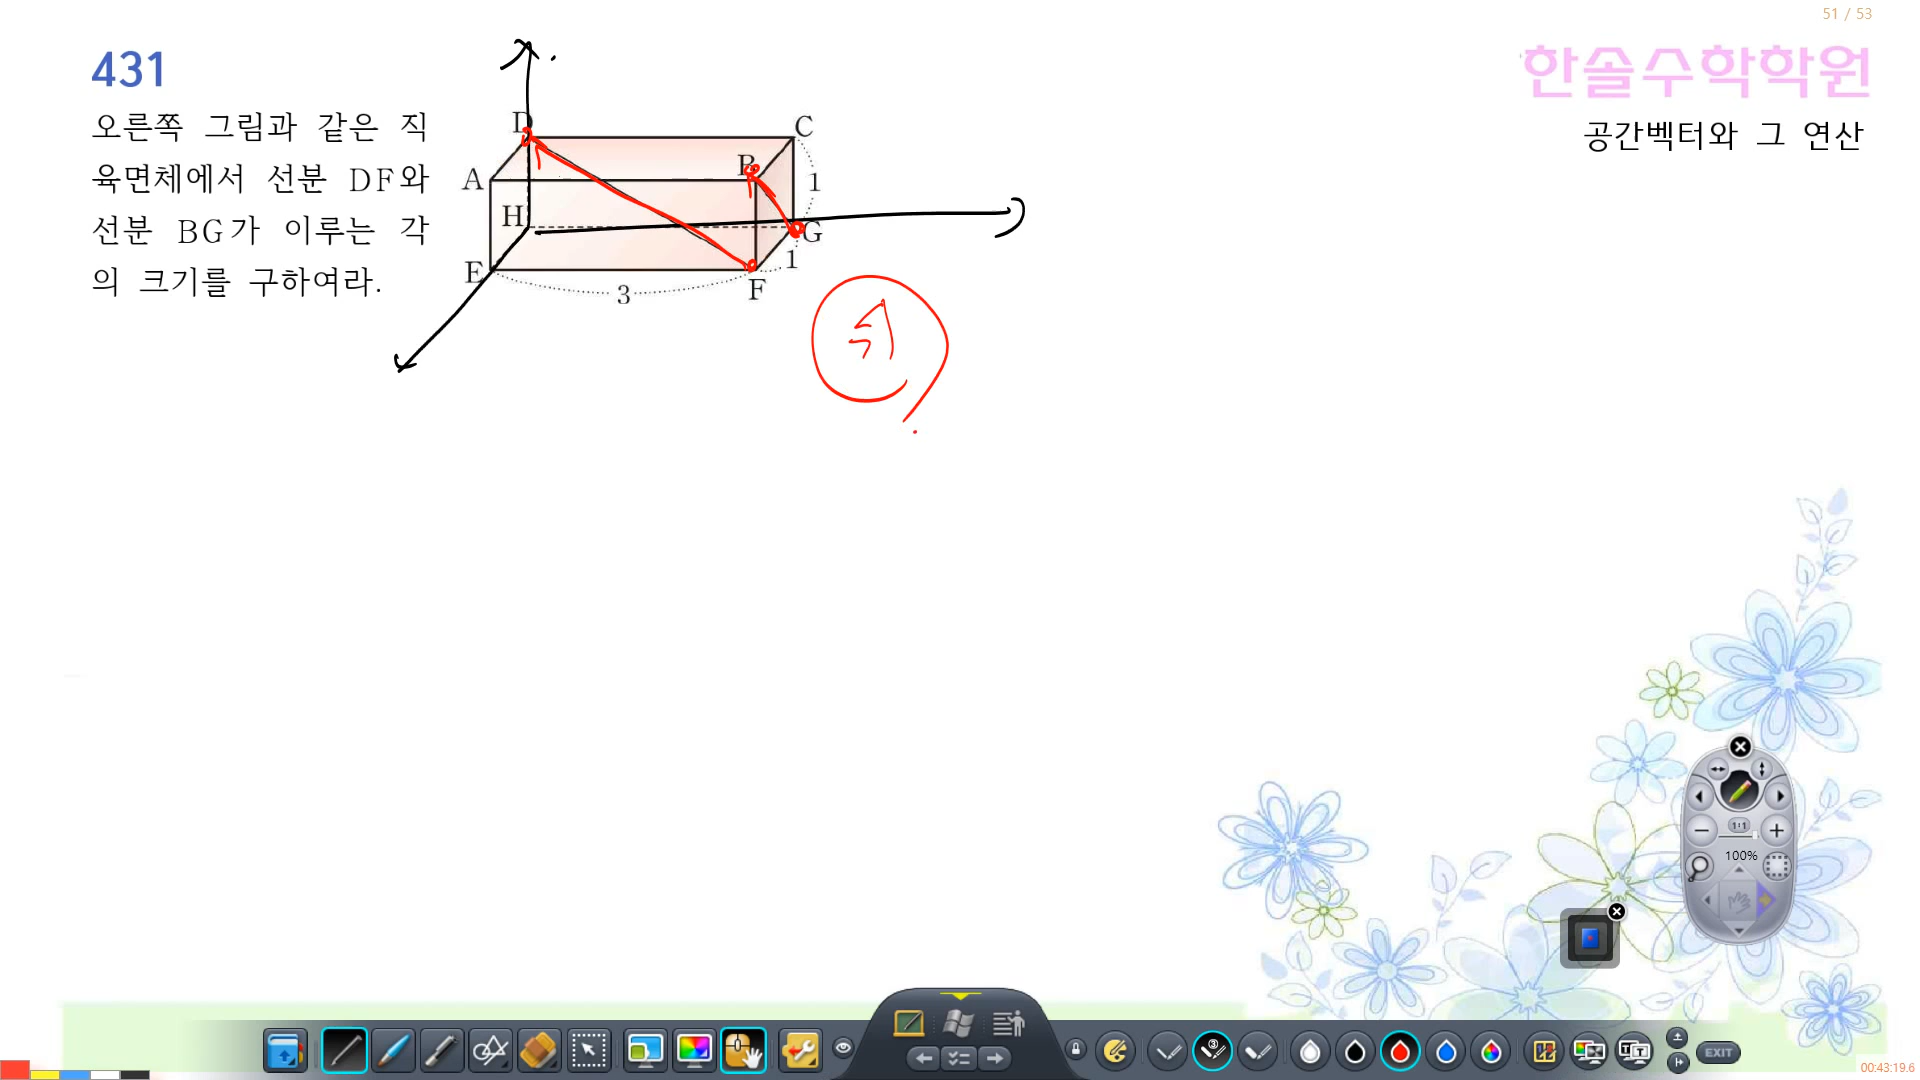 51 / 53
431
한솔수학학원
오른쪽 그림과 같은 직
육면체에서 선분 DF와
선분 BG가 이루는 각
의 크기를 구하여라.
공간벡터와 그 연산
D
C
A
B
1
H
G
E
1
3
F
1:1
100%
EXIT
00:43:19.6